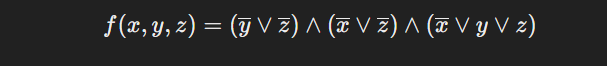 f(x, y, z) = (y̅ ∨ z̅) ∧ (x̅ ∨ z̅) ∧ (x̅ ∨ y ∨ z)